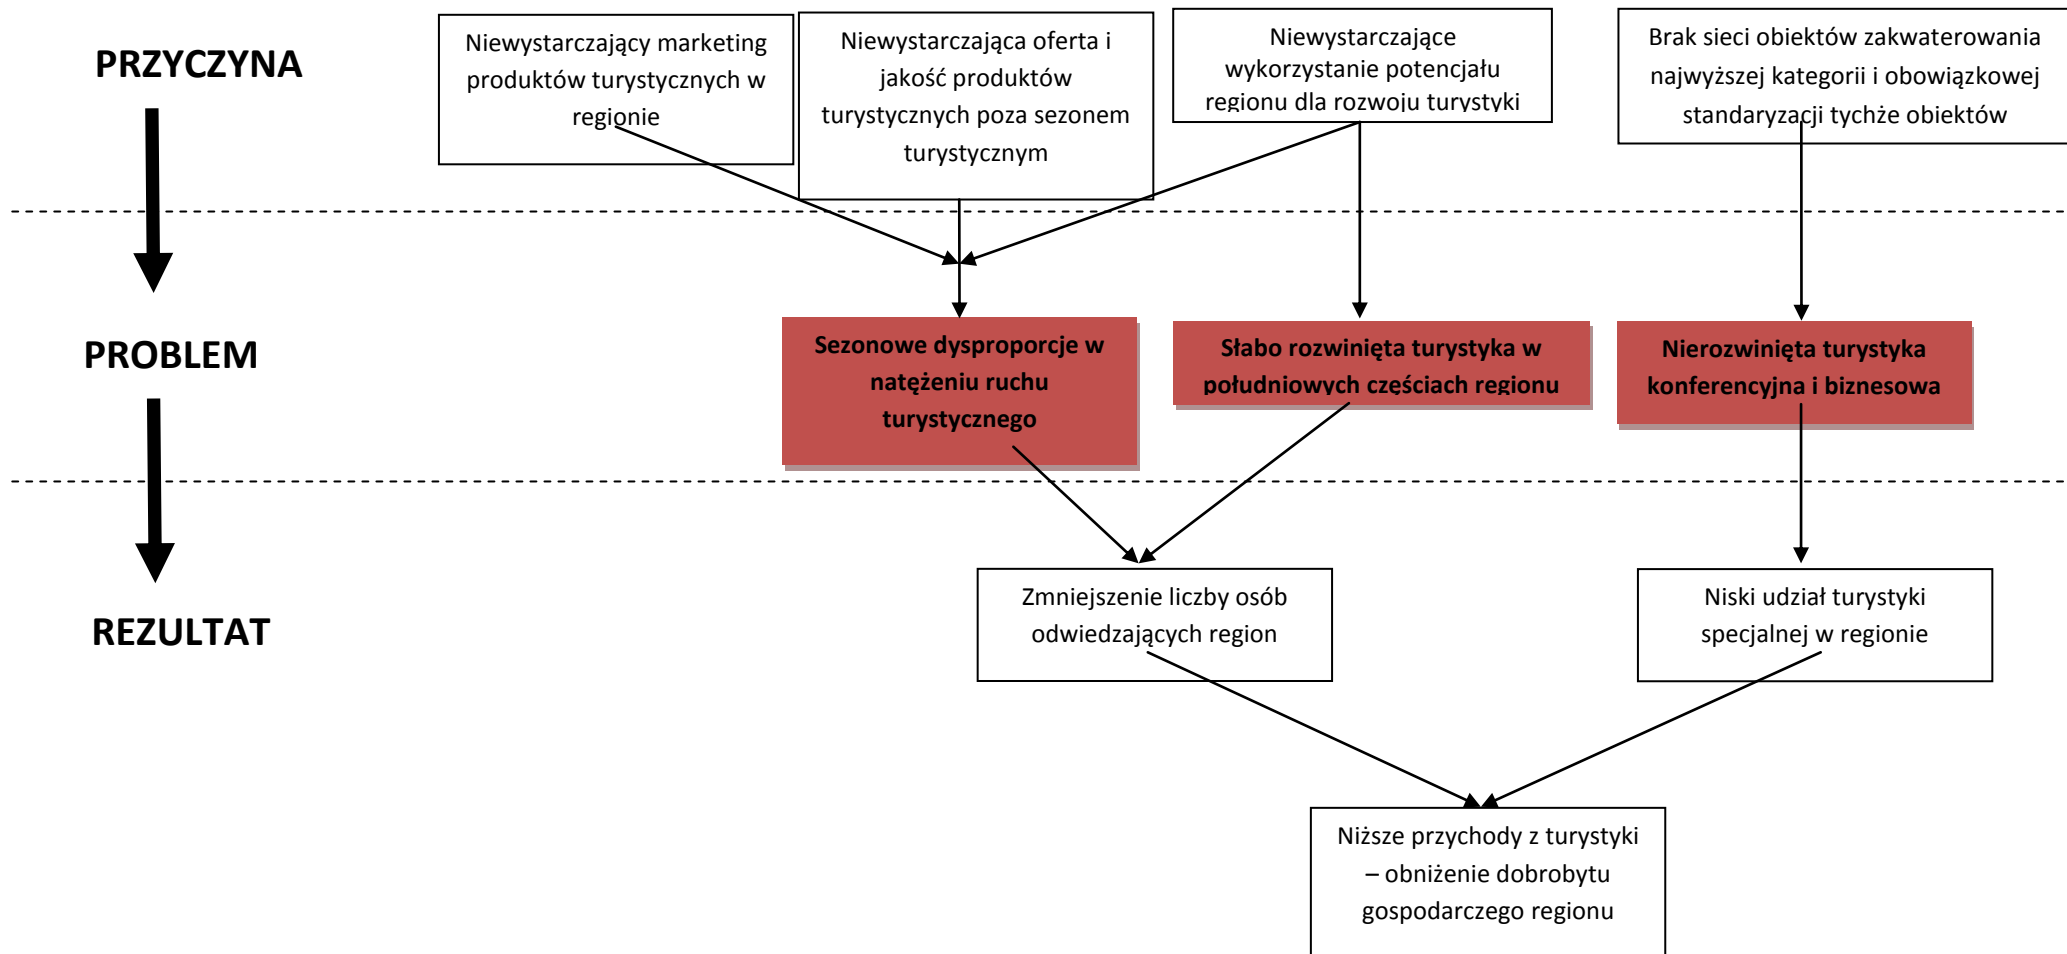 PRZYCZYNA
Niewystarczający marketing
produktów turystycznych w
regionie
Niewystarczająca oferta i
jakość produktów
turystycznych poza sezonem
turystycznym
Niewystarczające
wykorzystanie potencjału
regionu dla rozwoju turystyki
Brak sieci obiektów zakwaterowania
najwyższej kategorii i obowiązkowej
standaryzacji tychże obiektów
PROBLEM
Sezonowe dysproporcje w
natężeniu ruchu
turystycznego
Słabo rozwinięta turystyka w
południowych częściach regionu
Nierozwinięta turystyka
konferencyjna i biznesowa
REZULTAT
Zmniejszenie liczby osób
odwiedzających region
Niski udział turystyki
specjalnej w regionie
Niższe przychody z turystyki
– obniżenie dobrobytu
gospodarczego regionu